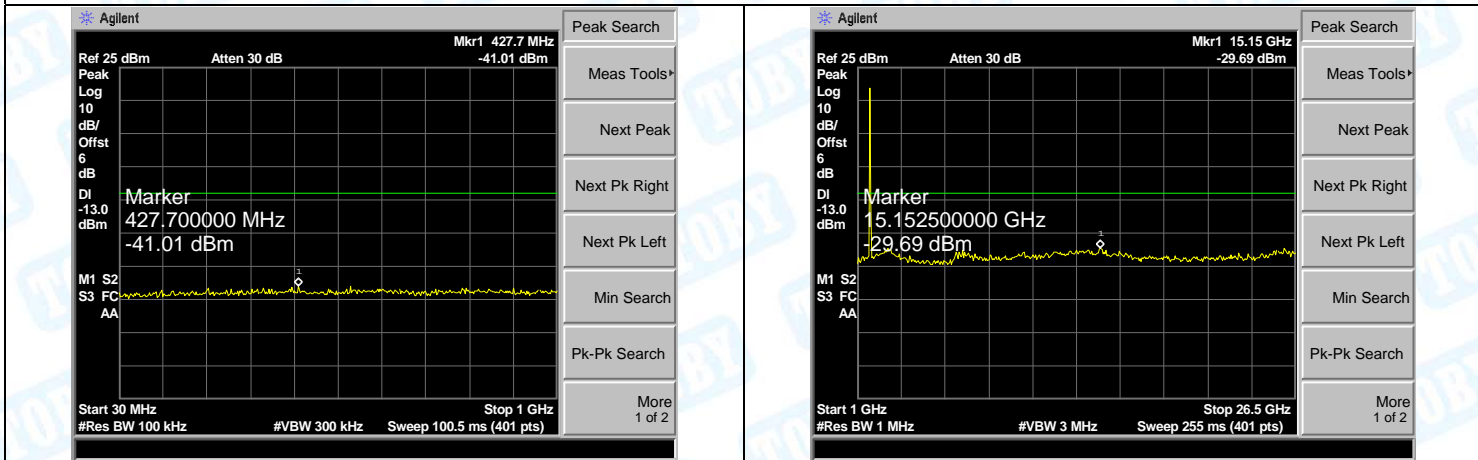 Agilent
Peak Search
Mkr1 427.7 MHz
Ref 25 dBm Atten 30 dB -41.01 dBm
Peak
Log
10
dB/
Offst
6
dB
DI
-13.0
dBm
Marker
427.700000 MHz
-41.01 dBm
1
M1 S2
S3 FC
AA
Start 30 MHz Stop 1 GHz
#Res BW 100 kHz #VBW 300 kHz Sweep 100.5 ms (401 pts)
Meas Tools
Next Peak
Next Pk Right
Next Pk Left
Min Search
Pk-Pk Search
More
1 of 2
Agilent
Peak Search
Mkr1 15.15 GHz
Ref 25 dBm Atten 30 dB -29.69 dBm
Peak
Log
10
dB/
Offst
6
dB
DI
-13.0
dBm
Marker
15.152500000 GHz
-29.69 dBm
1
M1 S2
S3 FC
AA
Start 1 GHz Stop 26.5 GHz
#Res BW 1 MHz #VBW 3 MHz Sweep 255 ms (401 pts)
Meas Tools
Next Peak
Next Pk Right
Next Pk Left
Min Search
Pk-Pk Search
More
1 of 2
TOBY